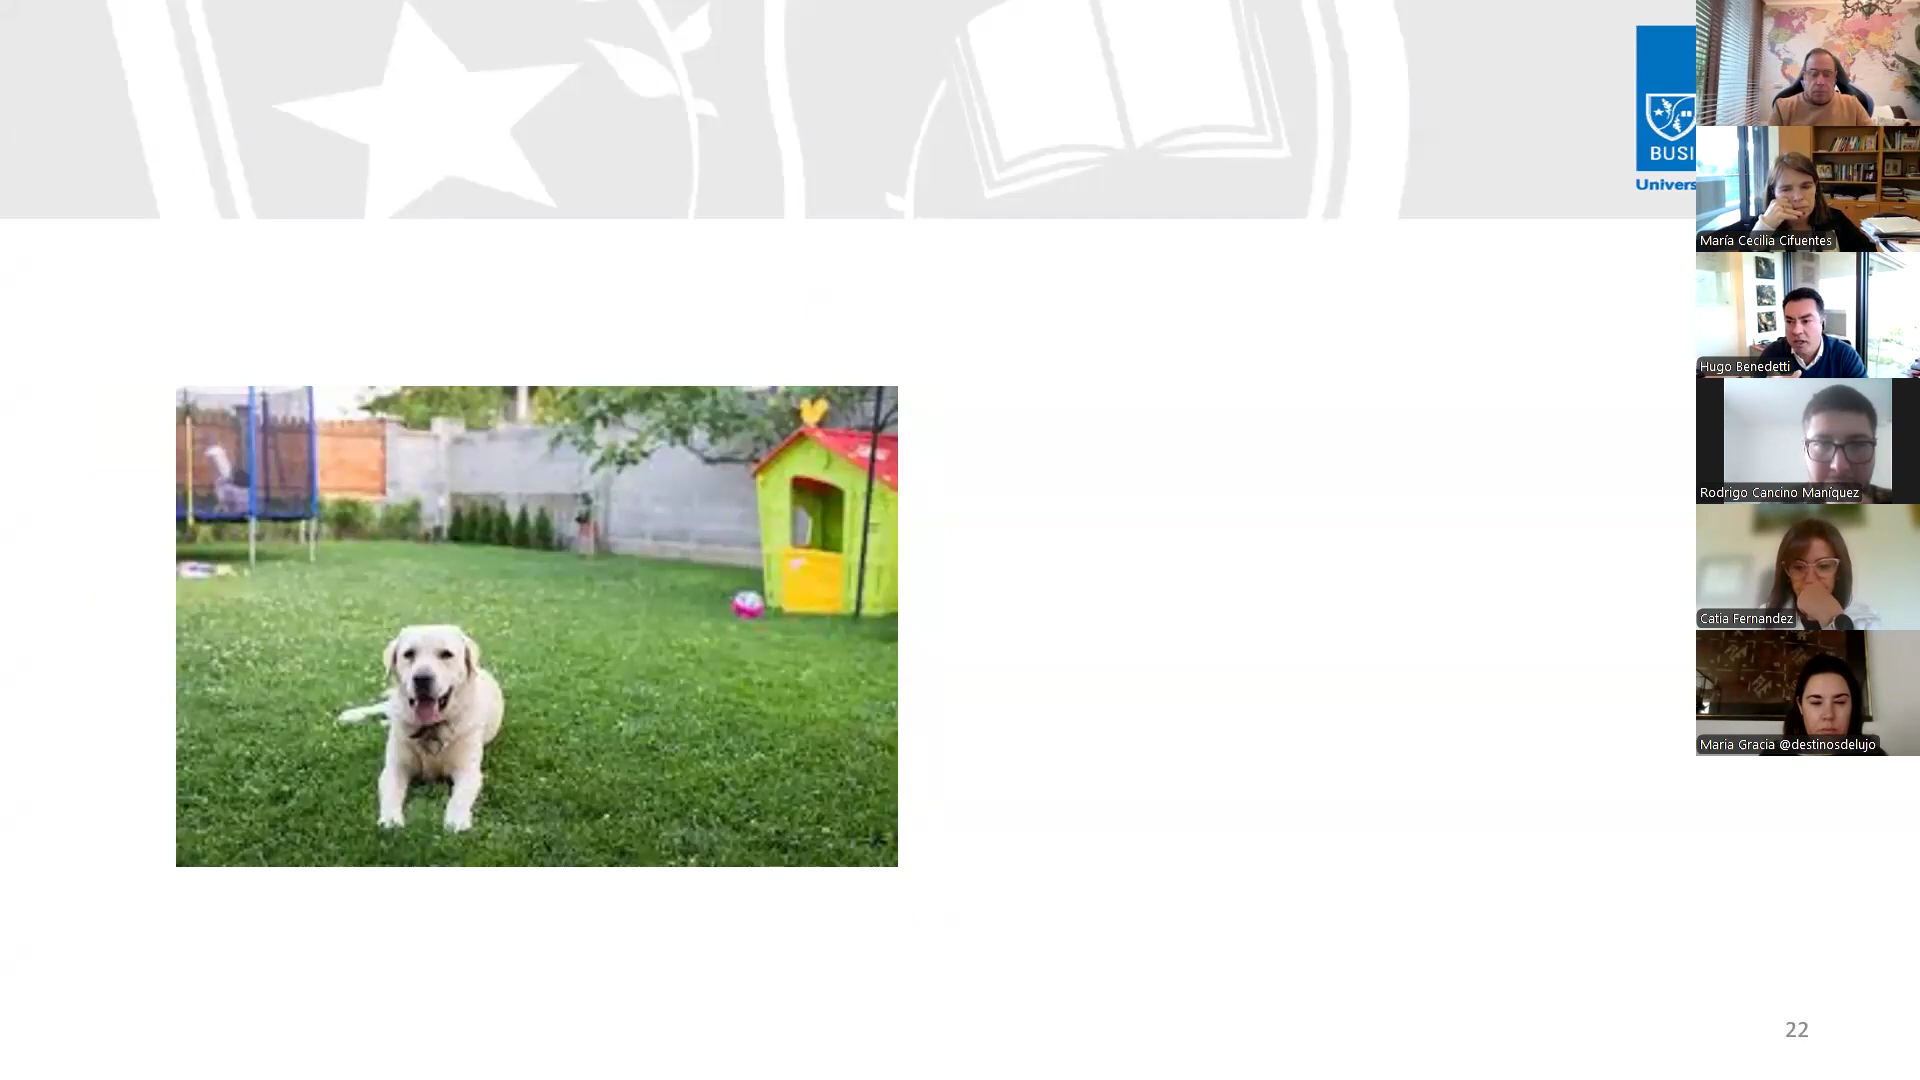 BUSI
Univers
María Cecilia Cifuentes
Hugo Benedetti
Rodrigo Cancino Maníquez
Catia Fernandez
Maria Gracia @destinosdelujo
22